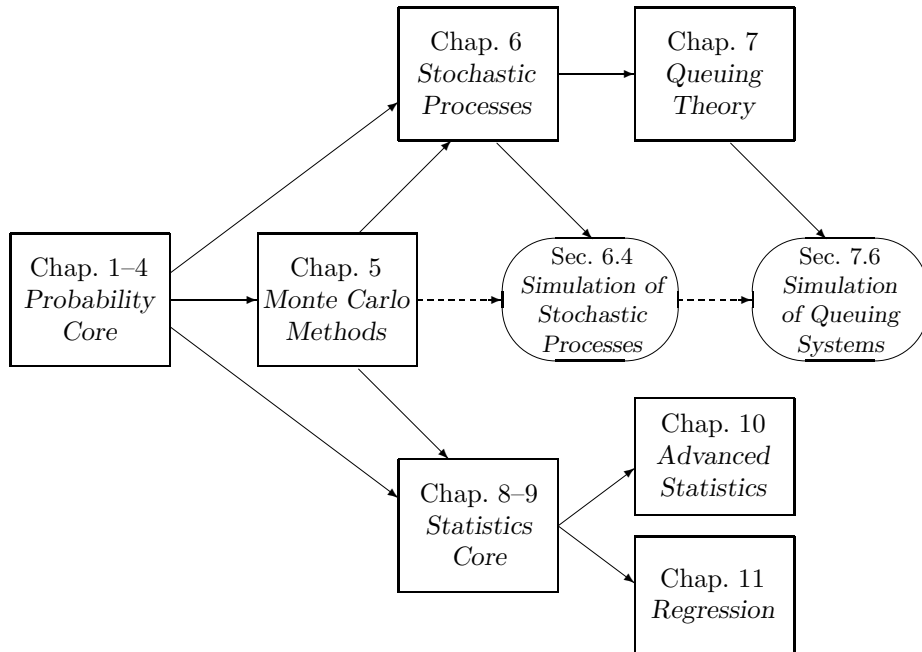 Chap. 6
Stochastic
Processes
Chap. 7
Queuing
Theory
Chap. 1–4
Probability
Core
Chap. 5
Monte Carlo
Methods
Sec. 6.4
Simulation of
Stochastic
Processes
Sec. 7.6
Simulation
of Queuing
Systems
Chap. 8–9
Statistics
Core
Chap. 10
Advanced
Statistics
Chap. 11
Regression